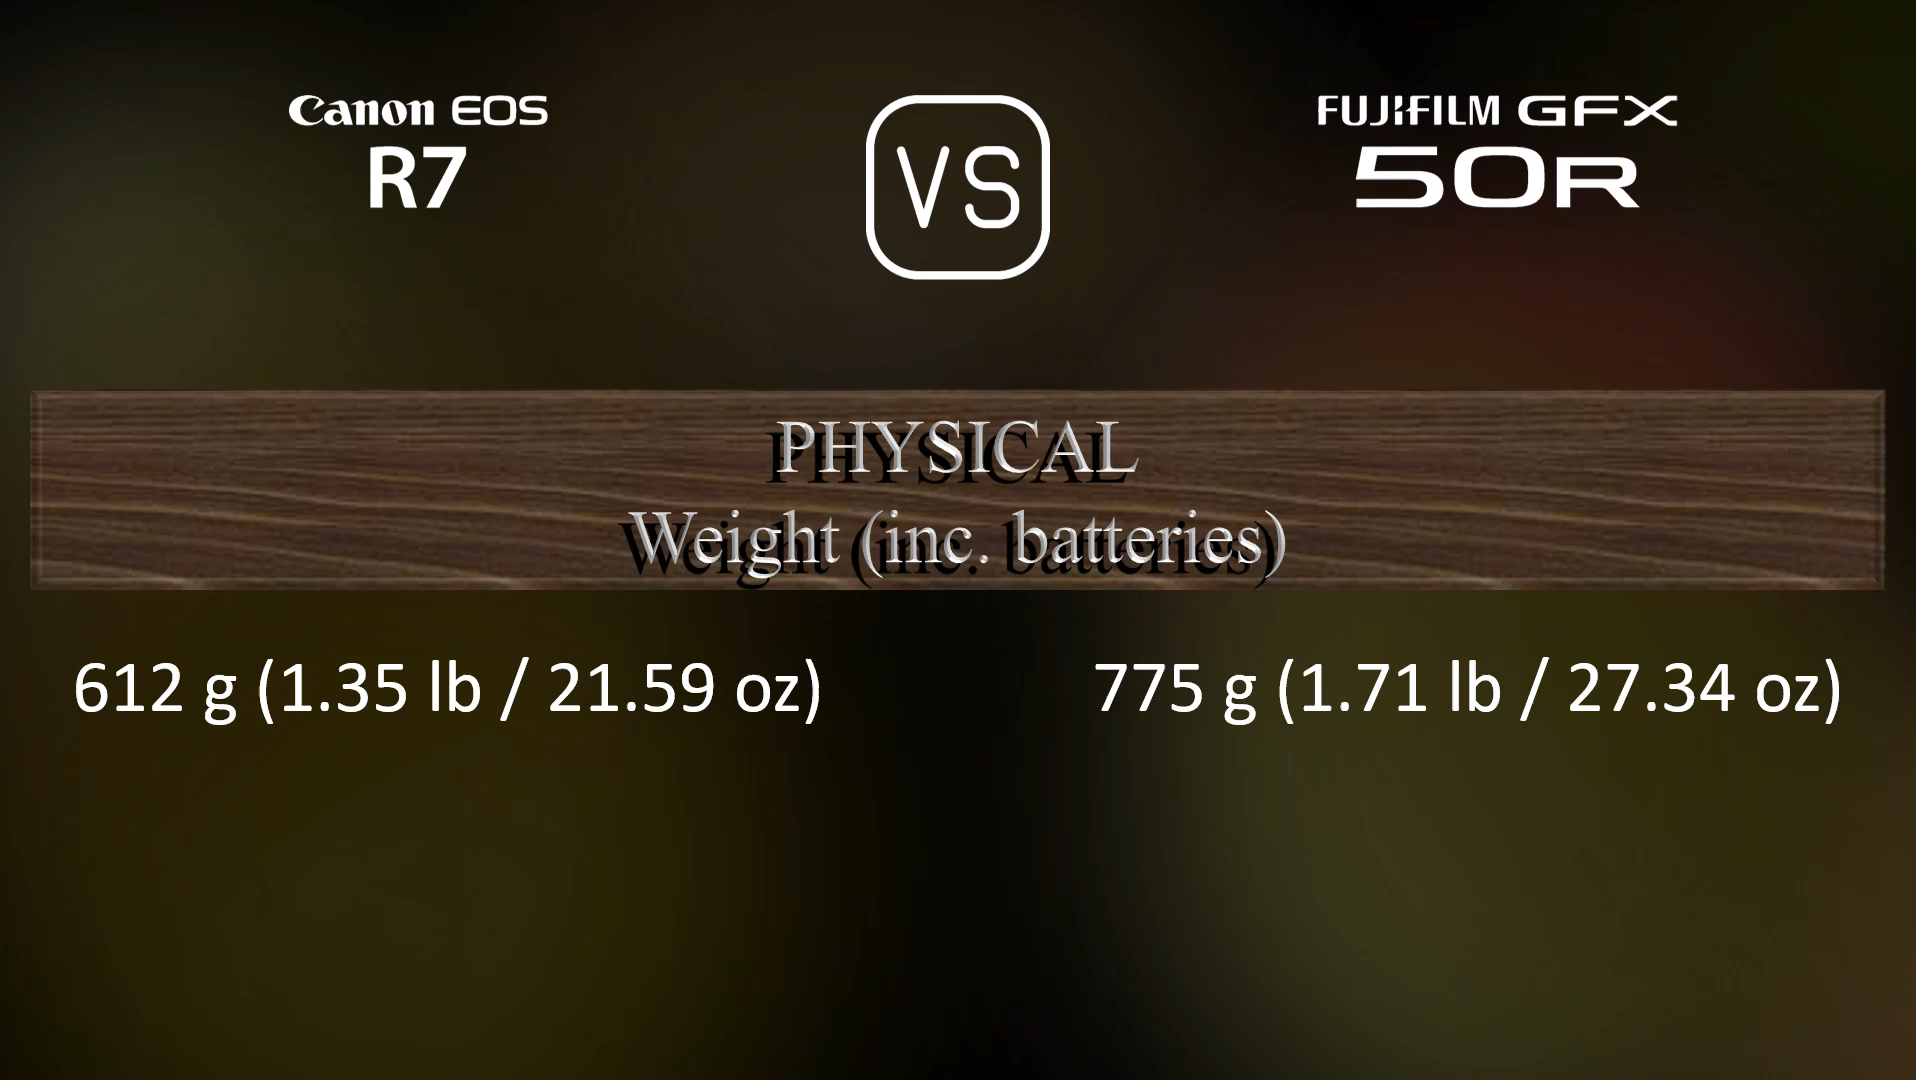 Canon EOS
R7
VS
FUJIFILM GFX
50R
PHYSICAL
Weight (inc. batteries)
612 g (1.35 lb / 21.59 oz)
775 g (1.71 lb / 27.34 oz)